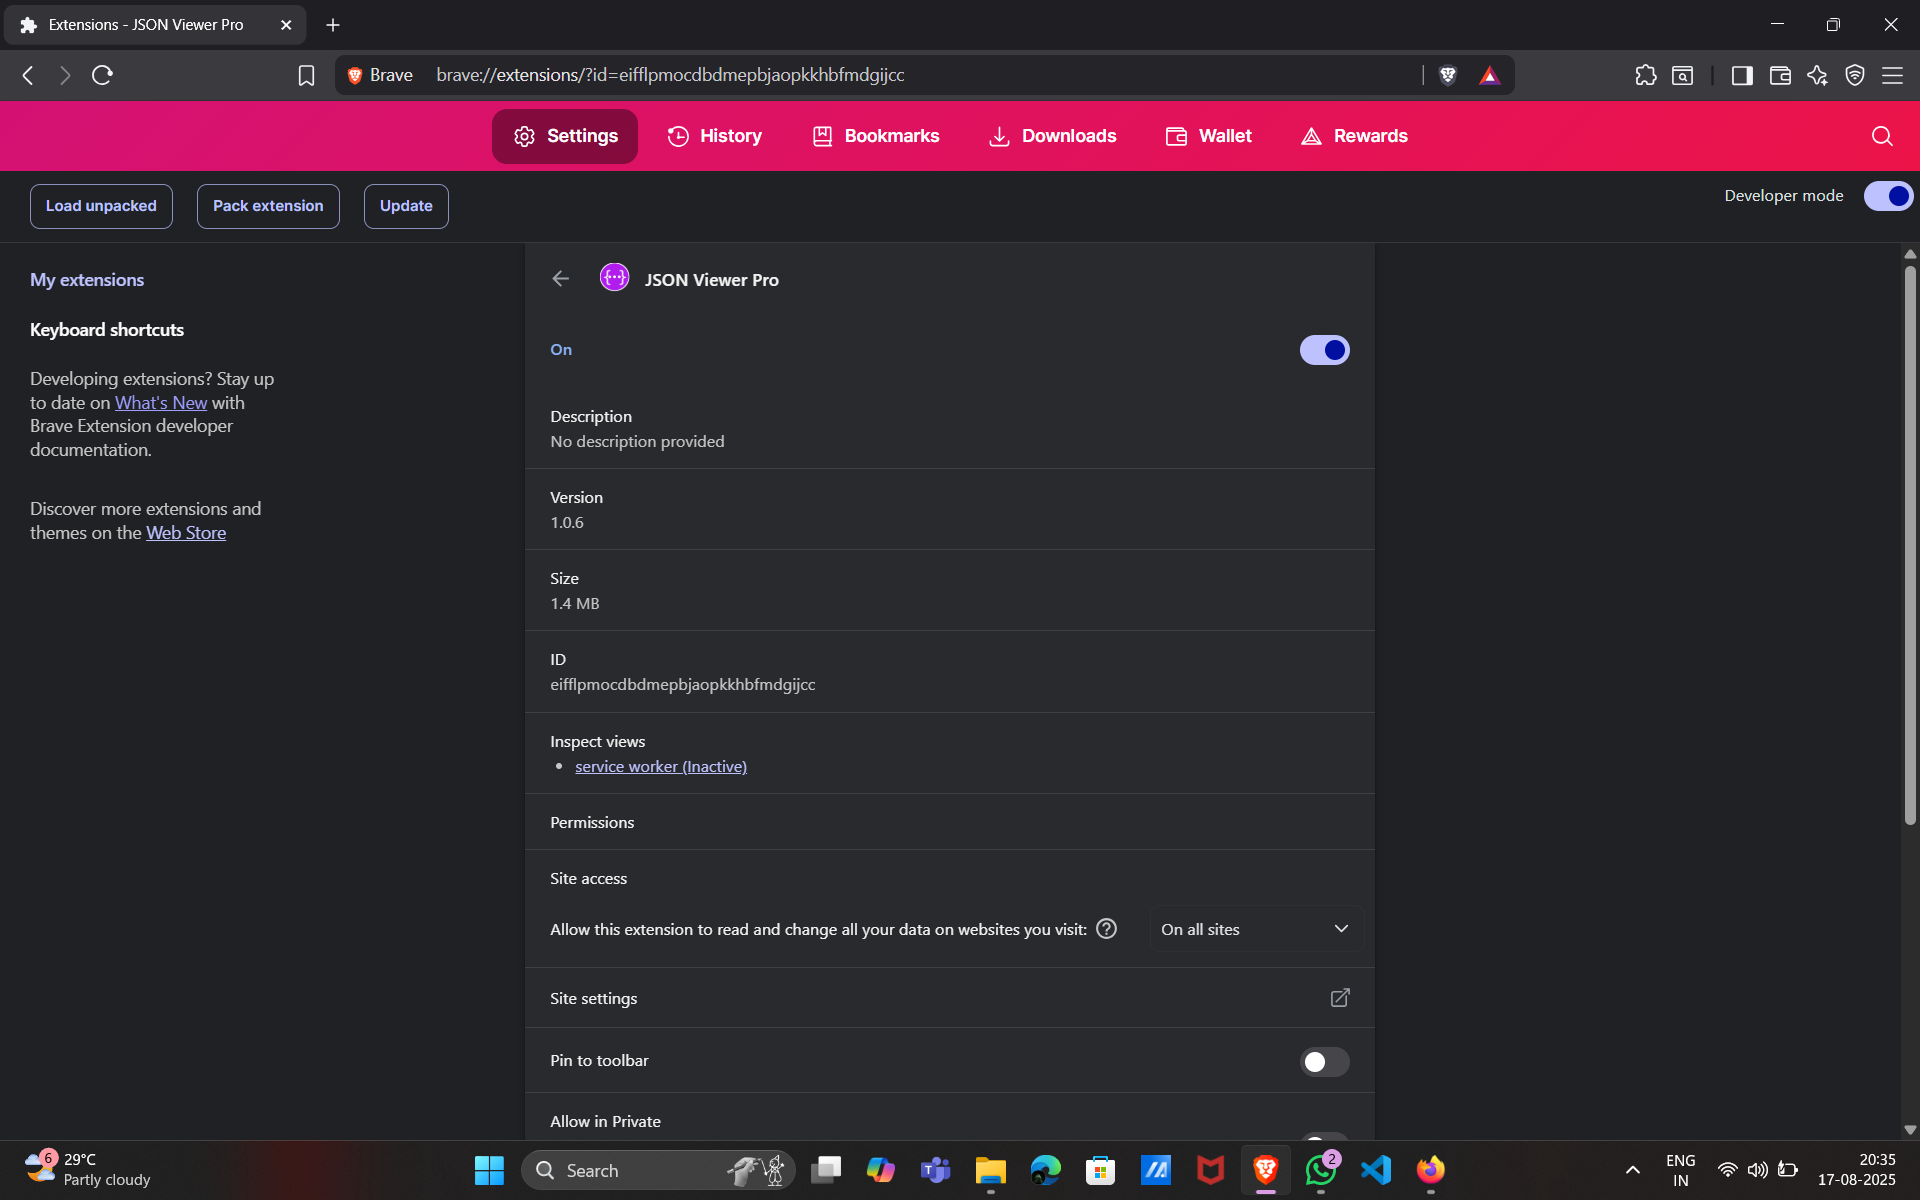 Extensions - JSON Viewer Pro
Brave
brave://extensions/?id=eifflpmocdbdmepbjaopkkhbfmdgijcc
Settings
History
Bookmarks
Downloads
Wallet
Rewards
Load unpacked
Pack extension
Update
Developer mode
My extensions
Keyboard shortcuts
Developing extensions? Stay up
to date on What's New with
Brave Extension developer
documentation.
Discover more extensions and
themes on the Web Store
JSON Viewer Pro
On
Description
No description provided
Version
1.0.6
Size
1.4 MB
ID
eifflpmocdbdmepbjaopkkhbfmdgijcc
Inspect views
service worker (Inactive)
Permissions
Site access
Allow this extension to read and change all your data on websites you visit:
On all sites
Site settings
Pin to toolbar
Allow in Private
6
29°C
Partly cloudy
Search
2
ENG
IN
20:35
17-08-2025